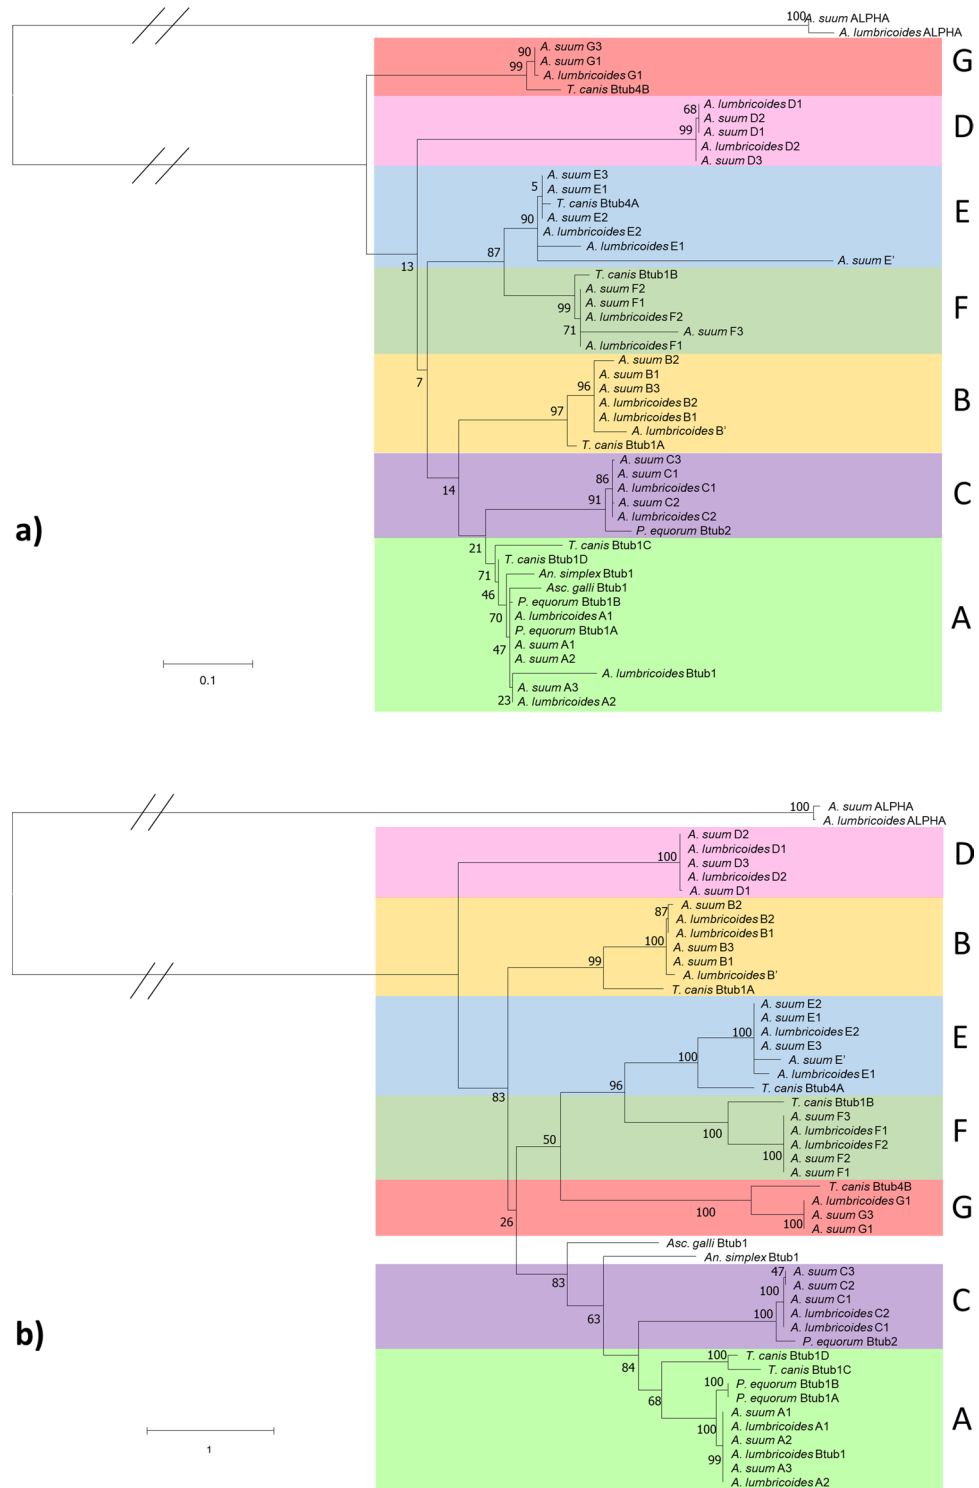 100 A. suum ALPHA
A. lumbricoides ALPHA
G
90 A. suum G3
A. suum G1
99 A. lumbricoides G1
T. canis Btub4B
D
A. lumbricoides D1
68 A. suum D2
99 A. suum D1
A. lumbricoides D2
A. suum D3
E
A. suum E3
5 A. suum E1
T. canis Btub4A
90 A. suum E2
A. lumbricoides E2
87 A. lumbricoides E1
13 A. suum E'
F
T. canis Btub1B
A. suum F2
99 A. suum F1
A. lumbricoides F2
71 A. suum F3
A. lumbricoides F1
B
A. suum B2
7 A. suum B1
96 A. suum B3
A. lumbricoides B2
97 A. lumbricoides B1
A. lumbricoides B'
T. canis Btub1A
C
A. suum C3
86 A. suum C1
14 A. lumbricoides C1
91 A. suum C2
A. lumbricoides C2
P. equorum Btub2
a)
A
21 T. canis Btub1C
T. canis Btub1D
71 An. simplex Btub1
46 Asc. galli Btub1
P. equorum Btub1B
70 A. lumbricoides A1
P. equorum Btub1A
47 A. suum A1
A. suum A2
A. lumbricoides Btub1
0.1
A. suum A3
23 A. lumbricoides A2
100 A. suum ALPHA
A. lumbricoides ALPHA
D
A. suum D2
A. lumbricoides D1
100 A. suum D3
A. lumbricoides D2
A. suum D1
B
A. suum B2
87 A. lumbricoides B2
A. lumbricoides B1
100 A. suum B3
99 A. suum B1
A. lumbricoides B'
T. canis Btub1A
E
A. suum E2
A. suum E1
100 A. lumbricoides E2
A. suum E3
100 A. suum E'
A. lumbricoides E1
96 T. canis Btub4A
83
F
T. canis Btub1B
A. suum F3
A. lumbricoides F1
100 A. lumbricoides F2
50 100 A. suum F2
A. suum F1
G
T. canis Btub4B
A. lumbricoides G1
100 A. suum G3
26 100 A. suum G1
Asc. galli Btub1
An. simplex Btub1
C
47 A. suum C3
83 A. suum C2
100 A. suum C1
100 A. lumbricoides C2
63 A. lumbricoides C1
P. equorum Btub2
b)
A
100 T. canis Btub1D
84 T. canis Btub1C
100 P. equorum Btub1B
68 P. equorum Btub1A
A. suum A1
100 A. lumbricoides A1
A. suum A2
1
99 A. lumbricoides Btub1
A. suum A3
A. lumbricoides A2